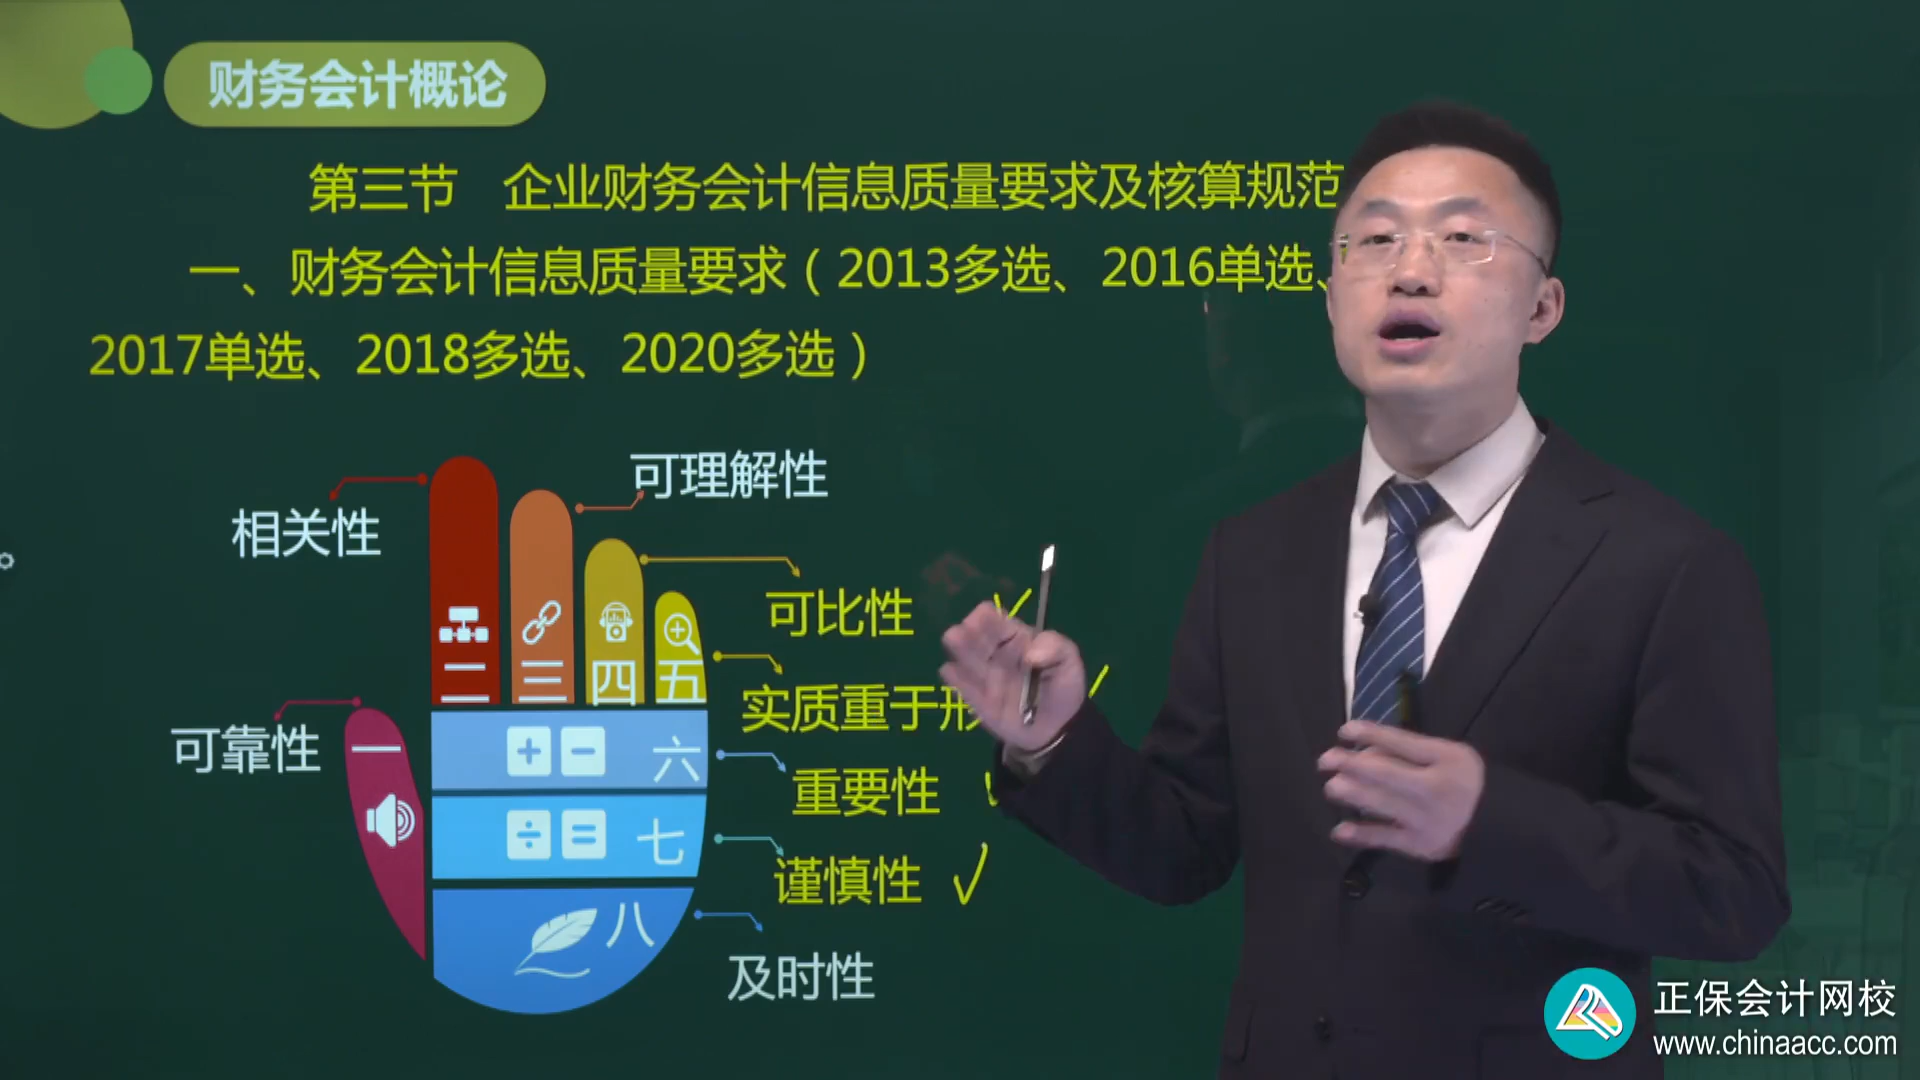 财务会计概论
第三节 企业财务会计信息质量要求及核算规范
一、财务会计信息质量要求（2013多选、2016单选、
2017单选、2018多选、2020多选）
可理解性
相关性
可比性
二 三 四 五
实质重于形
可靠性
一
六
重要性
七
谨慎性
八
及时性
正保会计网校
www.chinaacc.com